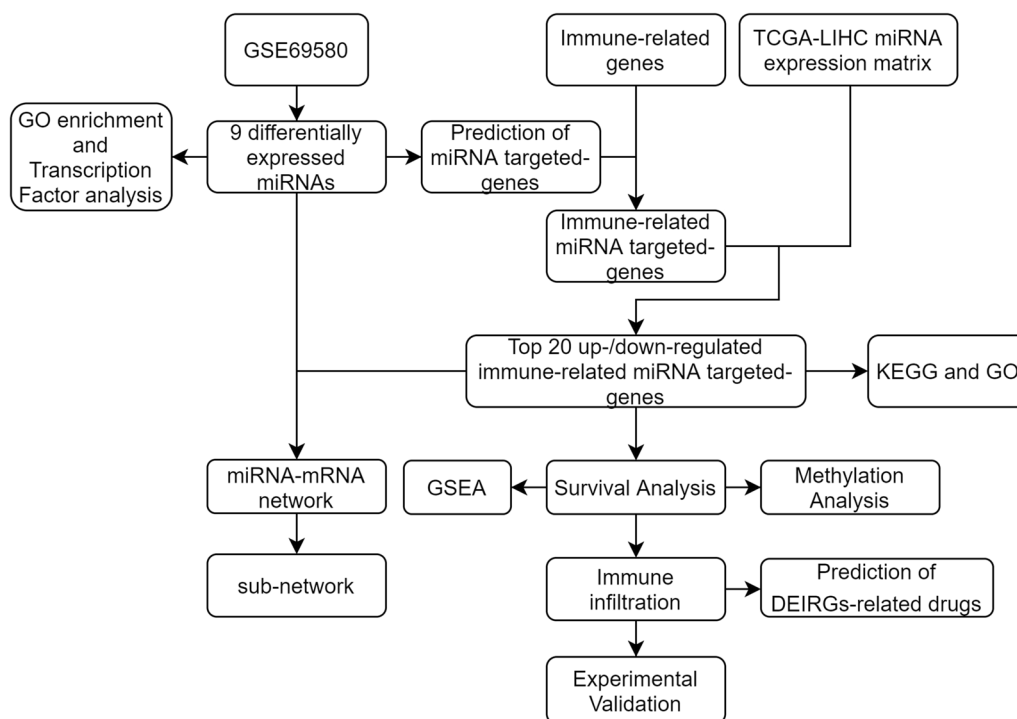 GSE69580
Immune-related
genes
TCGA-LIHC miRNA
expression matrix
GO enrichment
and
Transcription
Factor analysis
9 differentially
expressed
miRNAs
Prediction of
miRNA targeted-
genes
Immune-related
miRNA targeted-
genes
Top 20 up-/down-regulated
immune-related miRNA targeted-
genes
KEGG and GO
miRNA-mRNA
network
GSEA
Survival Analysis
Methylation
Analysis
sub-network
Immune
infiltration
Prediction of
DEIRGs-related drugs
Experimental
Validation